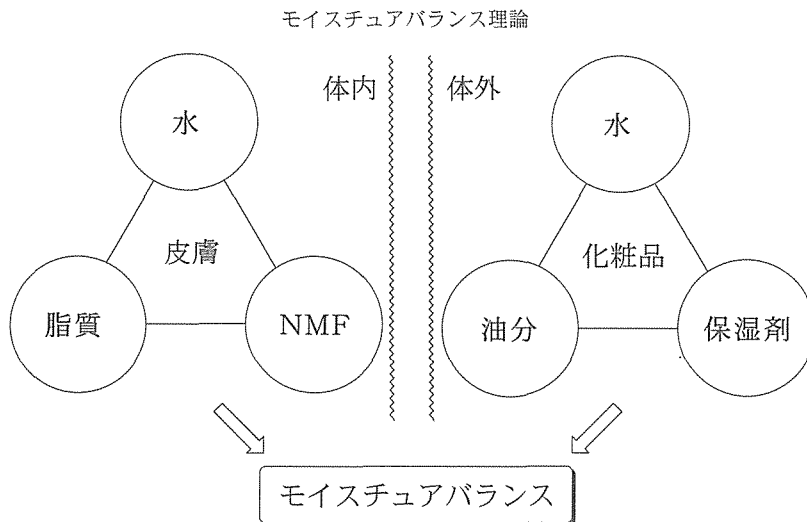 モイスチュアバランス理論
体内
体外
水
皮膚
脂質
NMF
水
化粧品
油分
保湿剤
モイスチュアバランス